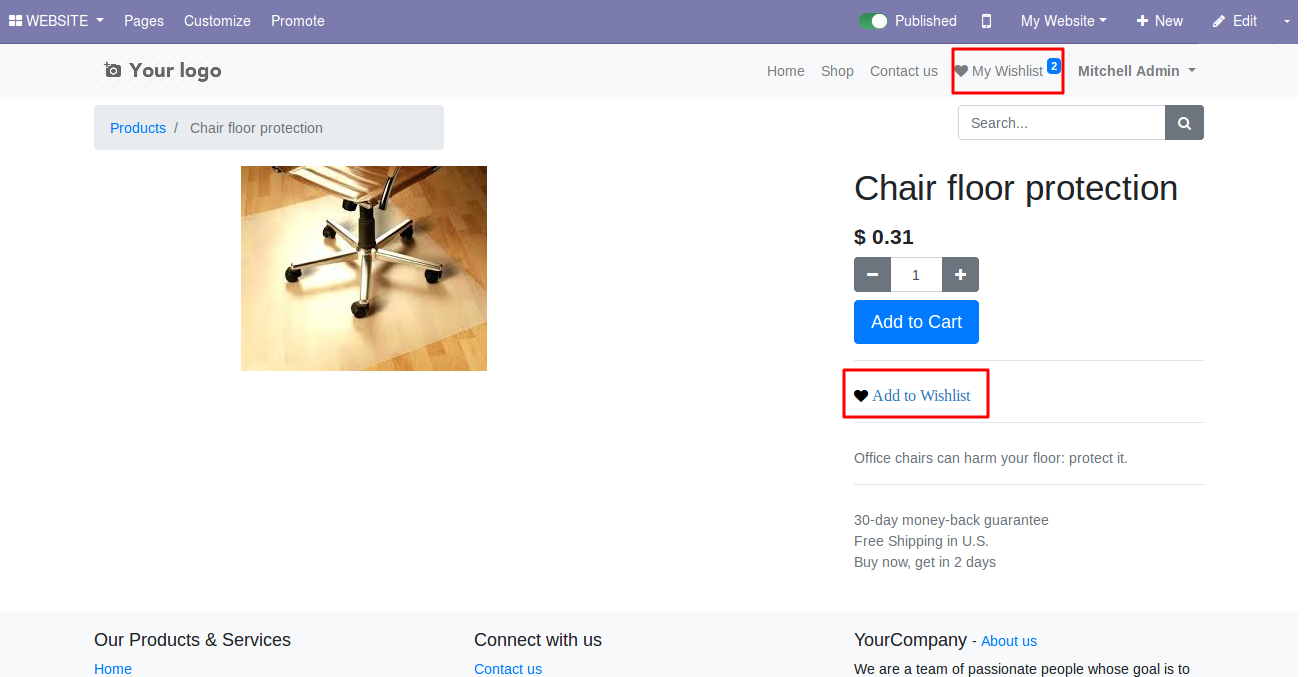 WEBSITE Pages Customize Promote Published My Website New Edit
Your logo Home Shop Contact us My Wishlist 2 Mitchell Admin
Products / Chair floor protection Search...
Chair floor protection
$ 0.31
1
Add to Cart
Add to Wishlist
Office chairs can harm your floor: protect it.
30-day money-back guarantee
Free Shipping in U.S.
Buy now, get in 2 days
Our Products & Services Connect with us YourCompany - About us
Home Contact us We are a team of passionate people whose goal is to